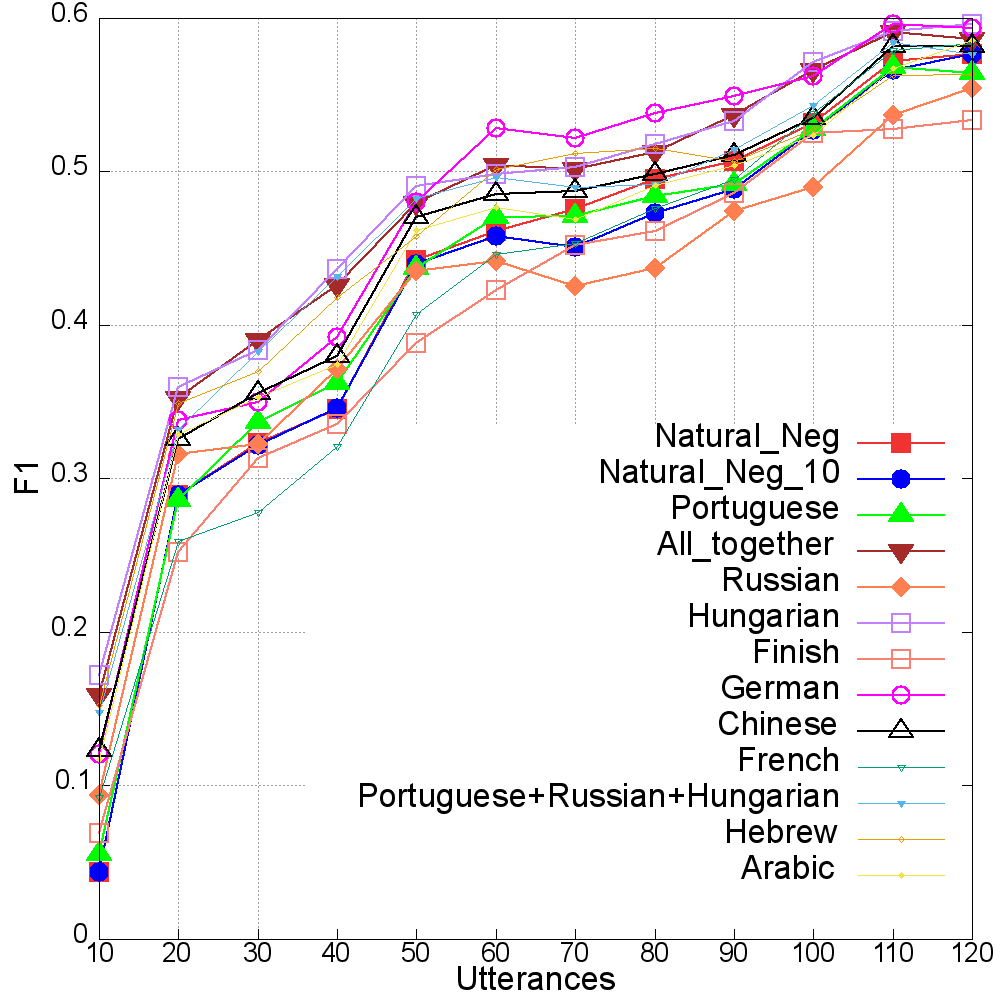 0.6
0.5
0.4
0.3
0.2
0.1
0
F1
Natural_Neg
Natural_Neg_10
Portuguese
All_together
Russian
Hungarian
Finish
German
Chinese
French
Portuguese+Russian+Hungarian
Hebrew
Arabic
10 20 30 40 50 60 70 80 90 100 110 120
Utterances